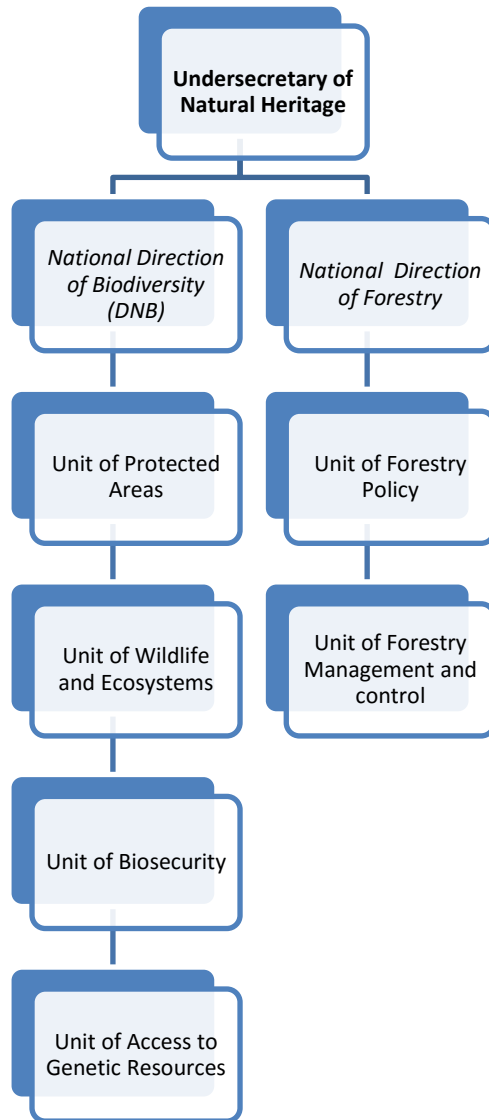 Undersecretary of
Natural Heritage
National Direction
of Biodiversity
(DNB)
National Direction
of Forestry
Unit of Protected
Areas
Unit of Forestry
Policy
Unit of Wildlife
and Ecosystems
Unit of Forestry
Management and
control
Unit of Biosecurity
Unit of Access to
Genetic Resources